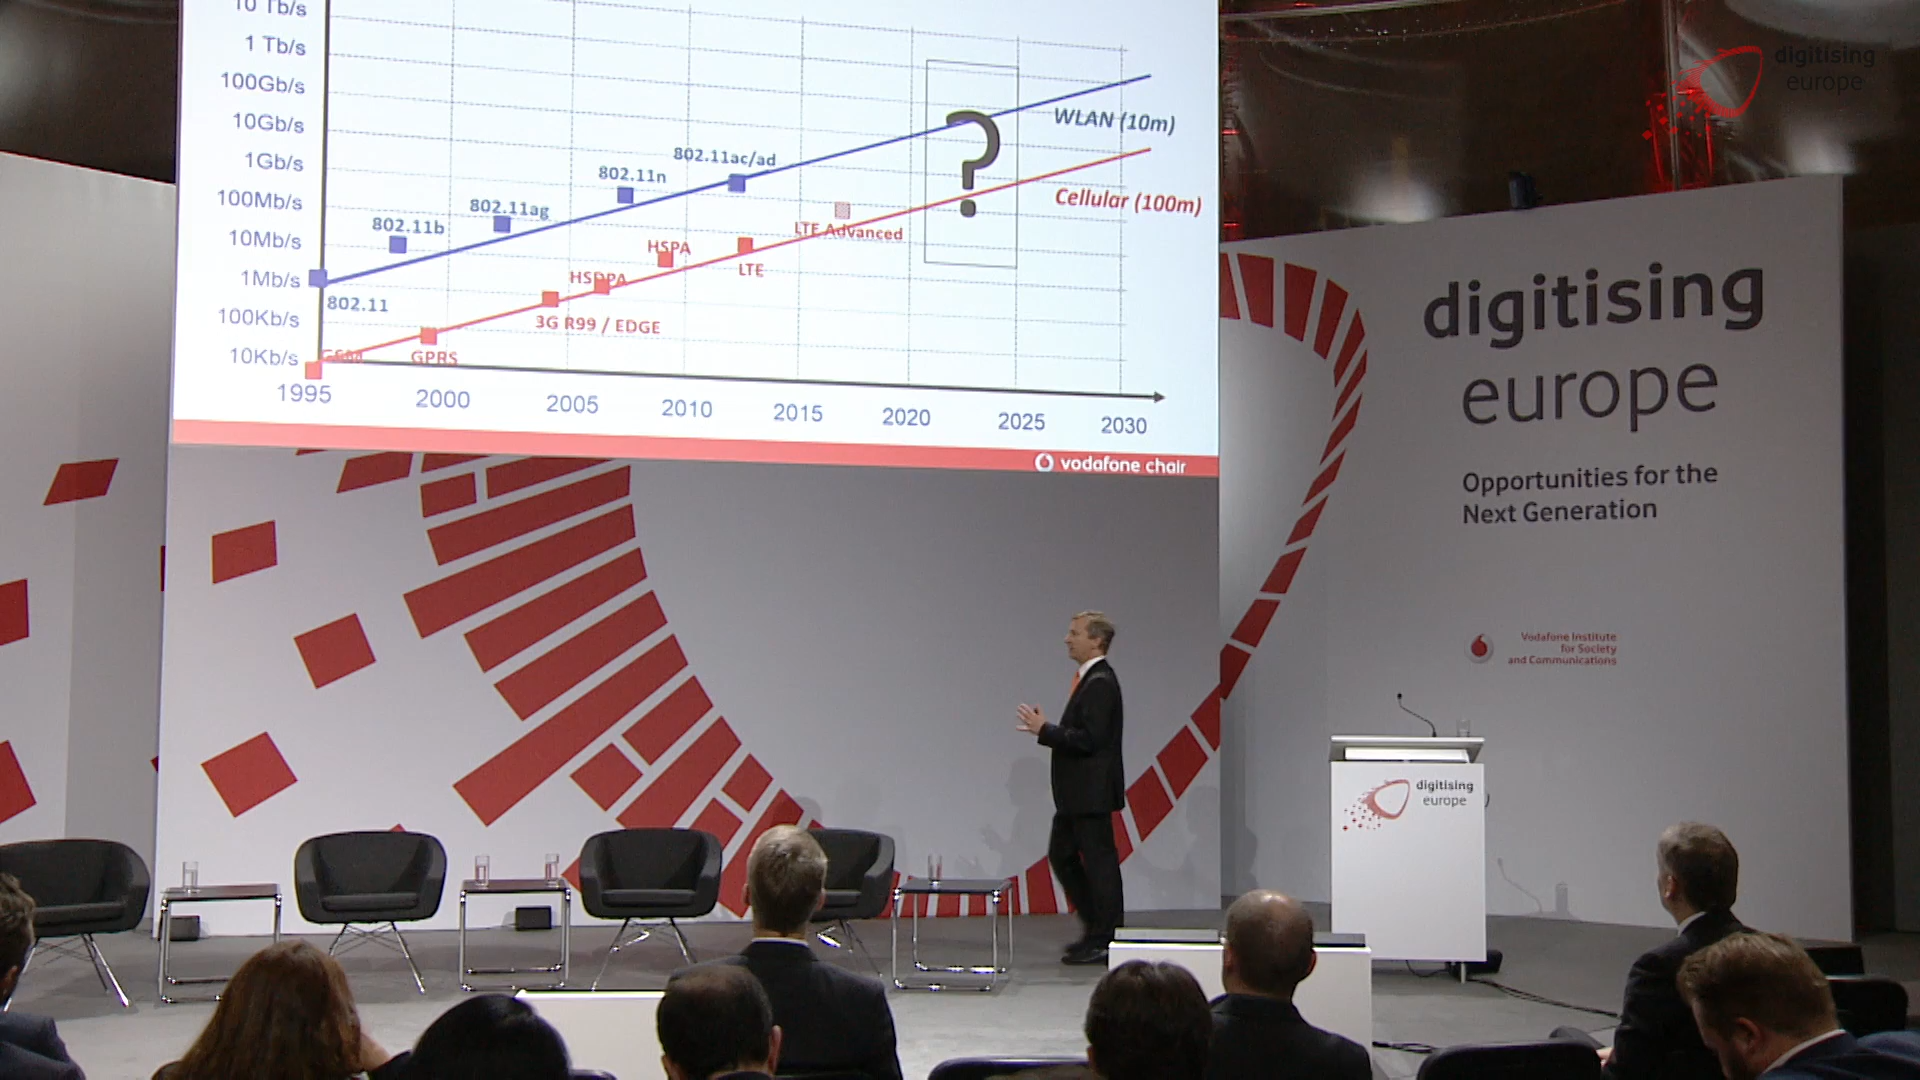 10 Tb/s
1 Tb/s
100Gb/s
10Gb/s
1Gb/s
100Mb/s
10Mb/s
1Mb/s
100Kb/s
10Kb/s
1995
2000
2005
2010
2015
2020
2025
2030
802.11
802.11b
802.11ag
802.11n
802.11ac/ad
WLAN (10m)
GSM
GPRS
3G R99 / EDGE
HSDPA
HSPA
LTE
LTE Advanced
Cellular (100m)
?
vodafone chair
digitising
europe
digitising
europe
Opportunities for the
Next Generation
Vodafone Institute
for Society
and Communications
digitising
europe